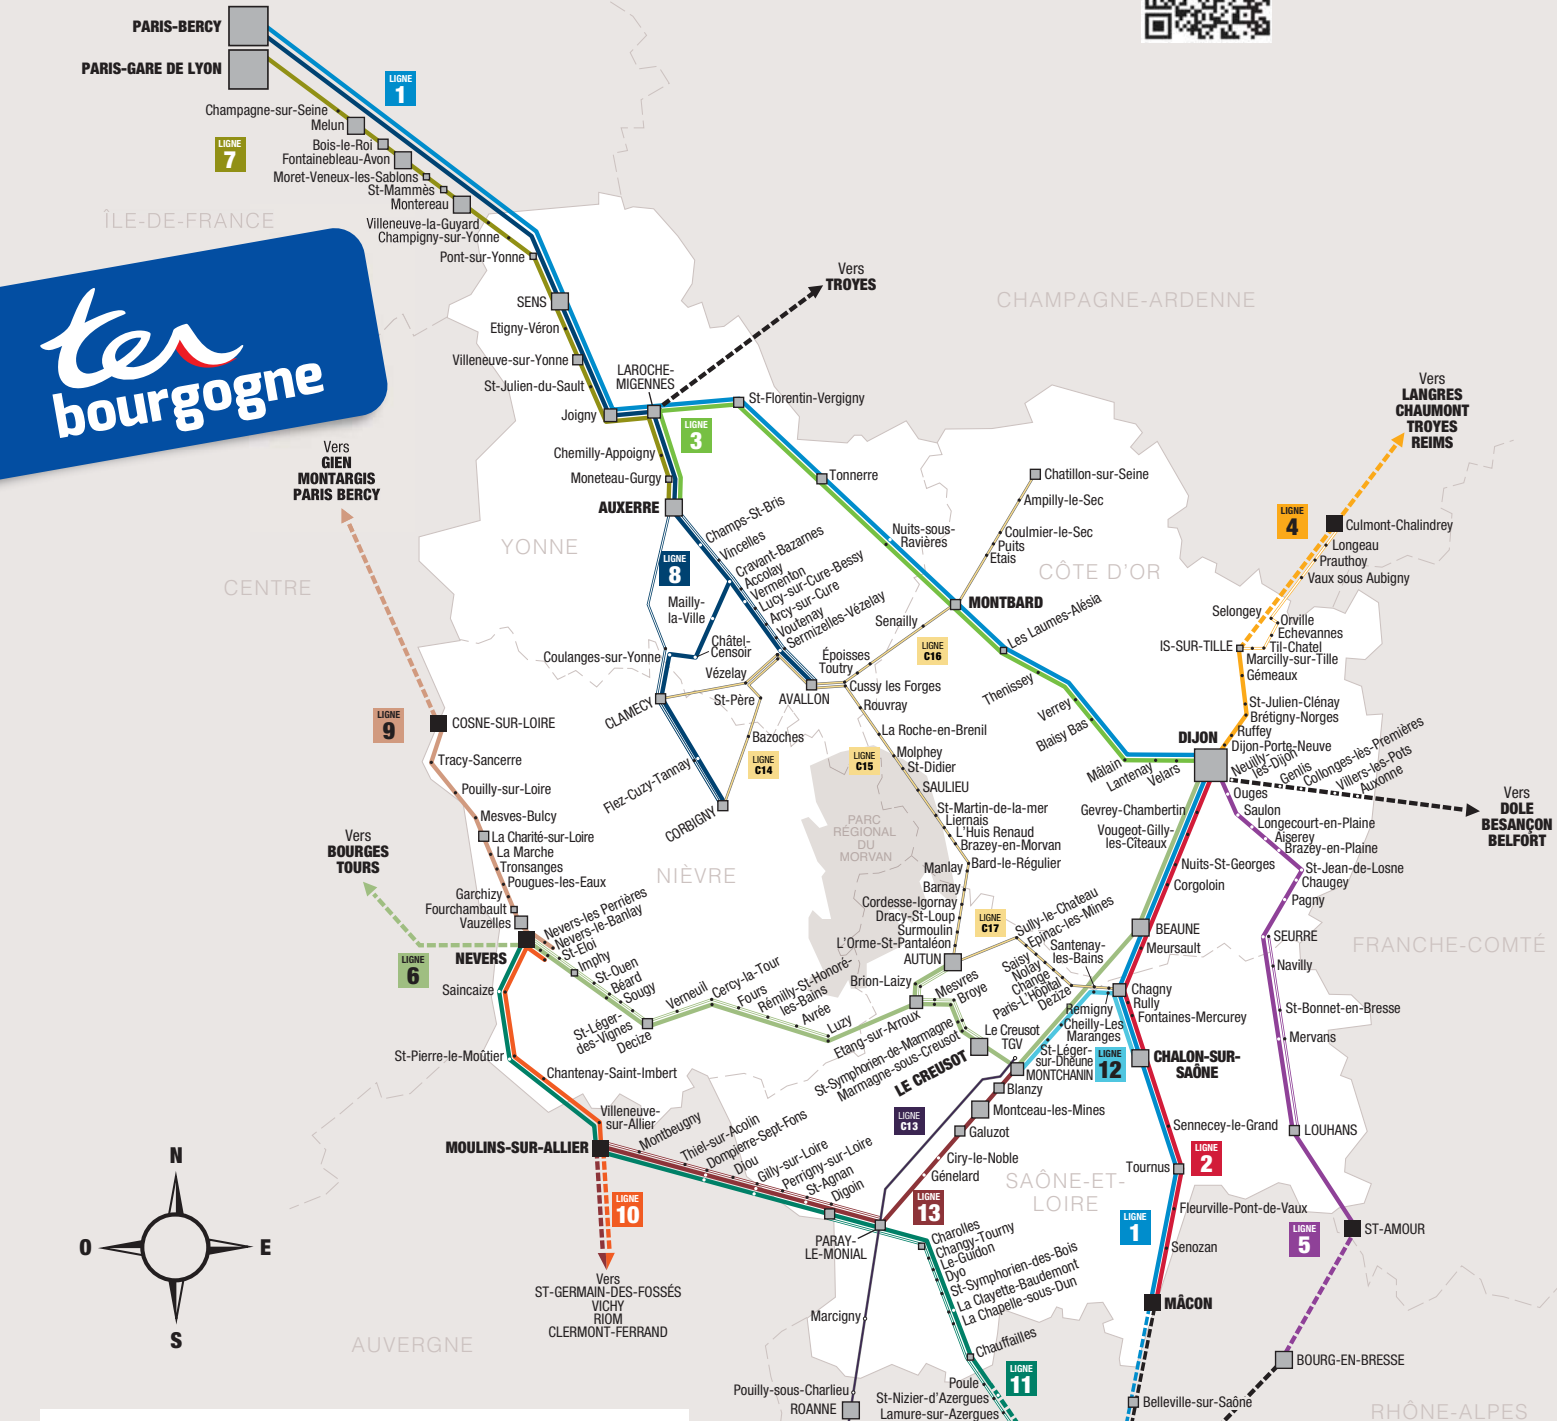 PARIS-BERCY
PARIS-GARE DE LYON
LIGNE
1
Champagne-sur-Seine
Melun
LIGNE
7
Bois-le-Roi
Fontainebleau-Avon
Moret-Veneux-les-Sablons
St-Mammès
Montereau
ÎLE-DE-FRANCE
Villeneuve-la-Guyard
Champigny-sur-Yonne
Pont-sur-Yonne
ter
bourgogne
SENS
Etigny-Véron
Villeneuve-sur-Yonne
St-Julien-du-Sault
Joigny
LAROCHE-
MIGENNES
Vers
TROYES
CHAMPAGNE-ARDENNE
St-Florentin-Vergigny
LIGNE
3
Chemilly-Appoigny
Moneteau-Gurgy
AUXERRE
Vers
LANGRES
CHAUMONT
TROYES
REIMS
Vers
GIEN
MONTARGIS
PARIS BERCY
Tonnerre
Nuits-sous-
Ravières
Chatillon-sur-Seine
Ampilly-le-Sec
Coulmier-le-Sec
Puits
Etais
CÔTE D'OR
MONTBARD
LIGNE
4
Culmont-Chalindrey
Longeau
Prauthoy
Vaux sous Aubigny
Selongey
Orville
Echevannes
Til-Chatel
IS-SUR-TILLE
Marcilly-sur-Tille
Gémeaux
St-Julien-Clénay
Brétigny-Norges
Ruffey
Dijon-Porte-Neuve
YONNE
CENTRE
LIGNE
8
Champs-St-Bris
Vincelles
Cravant-Bazarnes
Accolay
Vermenton
Lucy-sur-Cure-Bessy
Arcy-sur-Cure
Voutenay
Sermizelles-Vézelay
Mailly-
la-Ville
Châtel-
Censoir
Coulanges-sur-Yonne
Vézelay
St-Père
AVALLON
CLAMECY
Bazoches
LIGNE
C14
Flez-Cuzy-Tannay
CORBIGNY
Senailly
LIGNE
C16
Époisses
Toutry
Cussy les Forges
Rouvray
La Roche-en-Brenil
LIGNE
C15
Molphey
St-Didier
SAULIEU
St-Martin-de-la-mer
Liernais
L'Huis Renaud
Brazey-en-Morvan
Bard-le-Régulier
Manlay
Barnay
Cordesse-Igornay
Dracy-St-Loup
Surmoulin
L'Orme-St-Pantaléon
AUTUN
Les Laumes-Alésia
Thenissey
Verrey
Blaisy Bas
Mâlain
Lantenay
Velars
DIJON
Neuilly-
les-Dijon
Genlis
Collonges-lès-Premières
Villers-les-Pots
Auxonne
Vers
DOLE
BESANÇON
BELFORT
Ouges
Saulon
Longecourt-en-Plaine
Aiserey
Brazey-en-Plaine
St-Jean-de-Losne
Chaugey
Pagny
SEURRE
Navilly
St-Bonnet-en-Bresse
Mervans
LOUHANS
FRANCHE-COMTÉ
Gevrey-Chambertin
Vougeot-Gilly-
les-Cîteaux
Nuits-St-Georges
Corgoloin
BEAUNE
Meursault
Chagny
Rully
Fontaines-Mercurey
CHALON-SUR-
SAÔNE
Sennecey-le-Grand
LIGNE
2
Tournus
Fleurville-Pont-de-Vaux
LIGNE
1
Senozan
MÂCON
LIGNE
5
ST-AMOUR
BOURG-EN-BRESSE
Belleville-sur-Saône
RHÔNE-ALPES
LIGNE
9
COSNE-SUR-LOIRE
Tracy-Sancerre
Pouilly-sur-Loire
Mesves-Bulcy
La Charité-sur-Loire
La Marche
Tronsanges
Pougues-les-Eaux
Garchizy
Fourchambault
Vauzelles
NEVERS
Vers
BOURGES
TOURS
LIGNE
6
NIÈVRE
PARC
RÉGIONAL
DU
MORVAN
Nevers-les Perrières
Nevers-le-Banlay
St-Eloi
Imphy
St-Ouen
Béard
Sougy
St-Léger-
des-Vignes
Decize
Verneuil
Cercy-la-Tour
Fours
Rémilly-St-Honoré-
les-Bains
Avrée
Luzy
Etang-sur-Arroux
Brion-Laizy
Mesvres
Broye
St-Symphorien-de-Marmagne
Marmagne-sous-Creusot
LE CREUSOT
Le Creusot
TGV
LIGNE
C17
Sully-le-Chateau
Epinac-les-Mines
Saisy
Nolay
Change
Paris-L'Hôpital
Dezize
Santenay-
les-Bains
Remigny
Cheilly-Les
Maranges
St-Léger-
sur-Dheune
MONTCHANIN
LIGNE
12
Blanzy
Montceau-les-Mines
Galuzot
Ciry-le-Noble
Génelard
LIGNE
C13
LIGNE
13
SAÔNE-ET-
LOIRE
Saincaize
St-Pierre-le-Moûtier
Chantenay-Saint-Imbert
Villeneuve-
sur-Allier
MOULINS-SUR-ALLIER
Montbeugny
Thiel-sur-Acolin
Dompierre-Sept-Fons
Diou
Gilly-sur-Loire
Perrigny-sur-Loire
St-Agnan
Digoin
LIGNE
10
Vers
ST-GERMAIN-DES-FOSSÉS
VICHY
RIOM
CLERMONT-FERRAND
AUVERGNE
PARAY-
LE-MONIAL
Charolles
Changy-Tourny
Le-Guidon
Dyo
St-Symphorien-des-Bois
La Clayette-Baudemont
La Chapelle-sous-Dun
Chauffailles
LIGNE
11
Poule
St-Nizier-d'Azergues
Lamure-sur-Azergues
Marcigny
Pouilly-sous-Charlieu
ROANNE
N
O
E
S